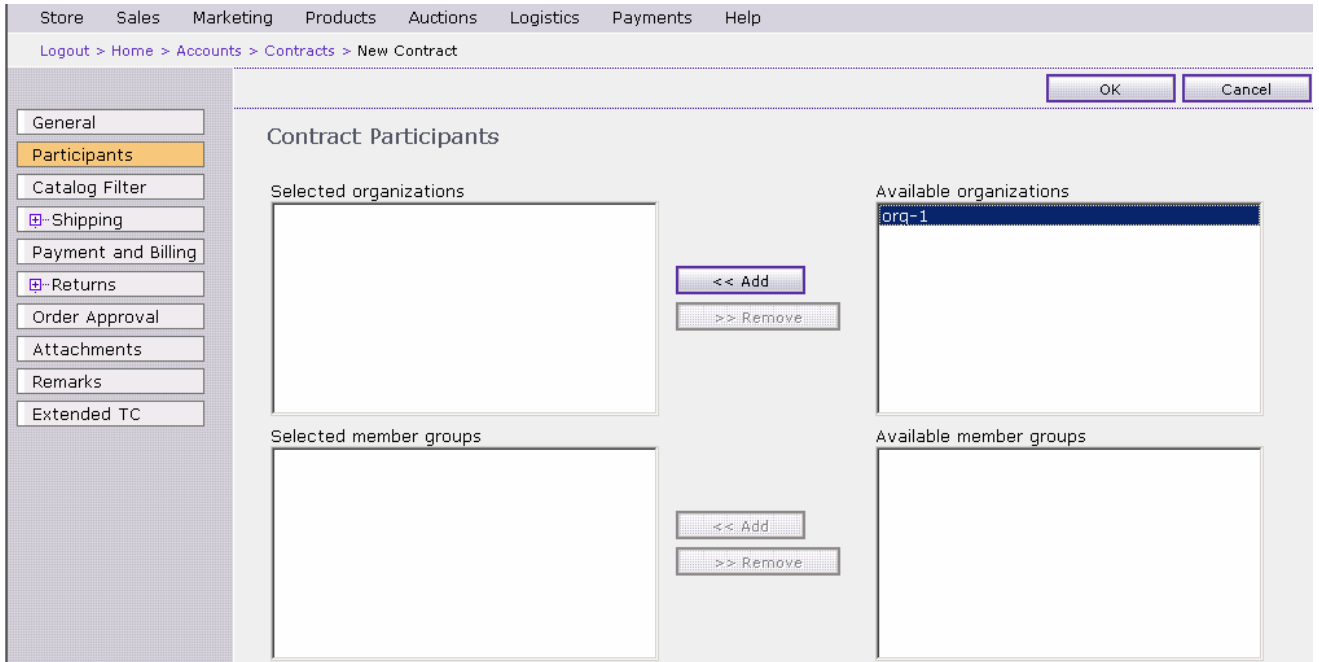 Store Sales Marketing Products Auctions Logistics Payments Help
Logout > Home > Accounts > Contracts > New Contract
OK Cancel
General
Participants
Catalog Filter
Shipping
Payment and Billing
Returns
Order Approval
Attachments
Remarks
Extended TC
Contract Participants
Selected organizations
Available organizations
org-1
<< Add
>> Remove
Selected member groups
Available member groups
<< Add
>> Remove